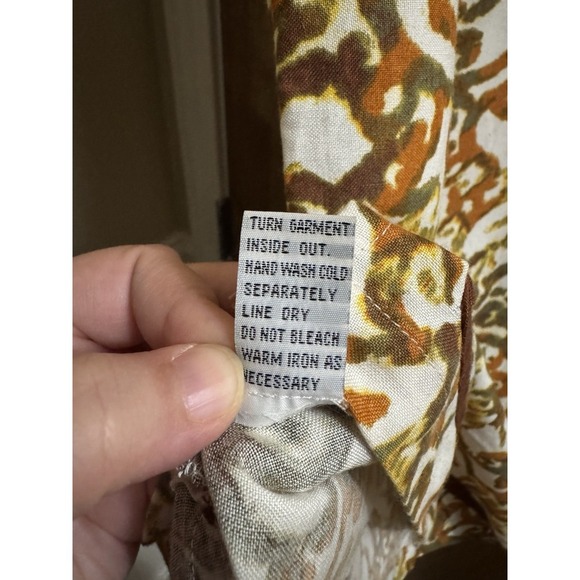 TURN GARMENT
INSIDE OUT.
HAND WASH COLD
SEPARATELY
LINE DRY
DO NOT BLEACH
WARM IRON AS
NECESSARY